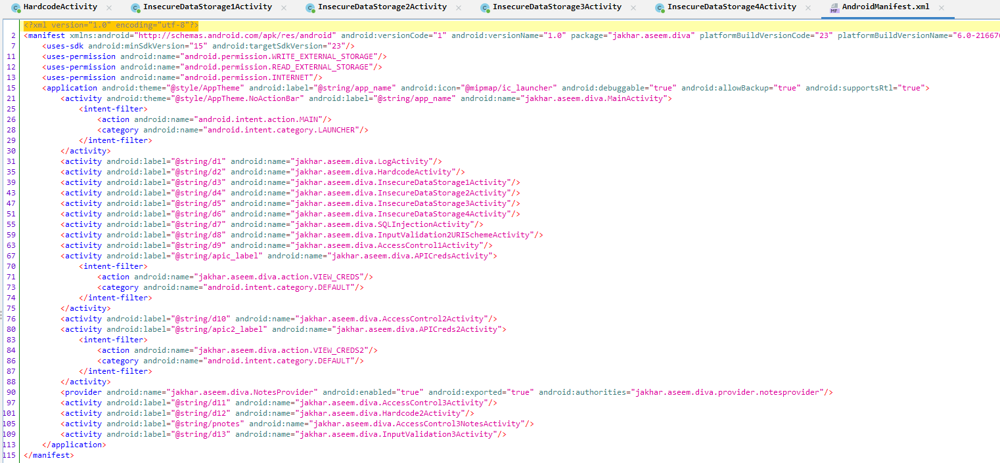 HardcodeActivity InsecureDataStorage1Activity InsecureDataStorage2Activity InsecureDataStorage3Activity InsecureDataStorage4Activity MF AndroidManifest.xml
<?xml version="1.0" encoding="utf-8"?>
2 <manifest xmlns:android="http://schemas.android.com/apk/res/android" android:versionCode="1" android:versionName="1.0" package="jakhar.aseem.diva" platformBuildVersionCode="23" platformBuildVersionName="6.0-216670
7 <uses-sdk android:minSdkVersion="15" android:targetSdkVersion="23"/>
11 <uses-permission android:name="android.permission.WRITE_EXTERNAL_STORAGE"/>
12 <uses-permission android:name="android.permission.READ_EXTERNAL_STORAGE"/>
13 <uses-permission android:name="android.permission.INTERNET"/>
15 <application android:theme="@style/AppTheme" android:label="@string/app_name" android:icon="@mipmap/ic_launcher" android:debuggable="true" android:allowBackup="true" android:supportsRtl="true">
21 <activity android:theme="@style/AppTheme.NoActionBar" android:label="@string/app_name" android:name="jakhar.aseem.diva.MainActivity">
25 <intent-filter>
26 <action android:name="android.intent.action.MAIN"/>
28 <category android:name="android.intent.category.LAUNCHER"/>
29 </intent-filter>
30 </activity>
31 <activity android:label="@string/d1" android:name="jakhar.aseem.diva.LogActivity"/>
35 <activity android:label="@string/d2" android:name="jakhar.aseem.diva.HardcodeActivity"/>
39 <activity android:label="@string/d3" android:name="jakhar.aseem.diva.InsecureDataStorage1Activity"/>
43 <activity android:label="@string/d4" android:name="jakhar.aseem.diva.InsecureDataStorage2Activity"/>
47 <activity android:label="@string/d5" android:name="jakhar.aseem.diva.InsecureDataStorage3Activity"/>
51 <activity android:label="@string/d6" android:name="jakhar.aseem.diva.InsecureDataStorage4Activity"/>
55 <activity android:label="@string/d7" android:name="jakhar.aseem.diva.SQLInjectionActivity"/>
59 <activity android:label="@string/d8" android:name="jakhar.aseem.diva.InputValidation2URISchemeActivity"/>
63 <activity android:label="@string/d9" android:name="jakhar.aseem.diva.AccessControl1Activity"/>
67 <activity android:label="@string/apic_label" android:name="jakhar.aseem.diva.APICredsActivity">
70 <intent-filter>
71 <action android:name="jakhar.aseem.diva.action.VIEW_CREDS"/>
73 <category android:name="android.intent.category.DEFAULT"/>
74 </intent-filter>
75 </activity>
76 <activity android:label="@string/d10" android:name="jakhar.aseem.diva.AccessControl2Activity"/>
80 <activity android:label="@string/apic2_label" android:name="jakhar.aseem.diva.APICreds2Activity">
83 <intent-filter>
84 <action android:name="jakhar.aseem.diva.action.VIEW_CREDS2"/>
86 <category android:name="android.intent.category.DEFAULT"/>
87 </intent-filter>
88 </activity>
90 <provider android:name="jakhar.aseem.diva.NotesProvider" android:enabled="true" android:exported="true" android:authorities="jakhar.aseem.diva.provider.notesprovider"/>
97 <activity android:label="@string/d11" android:name="jakhar.aseem.diva.AccessControl3Activity"/>
101 <activity android:label="@string/d12" android:name="jakhar.aseem.diva.Hardcode2Activity"/>
105 <activity android:label="@string/pnotes" android:name="jakhar.aseem.diva.AccessControl3NotesActivity"/>
109 <activity android:label="@string/d13" android:name="jakhar.aseem.diva.InputValidation3Activity"/>
113 </application>
115 </manifest>